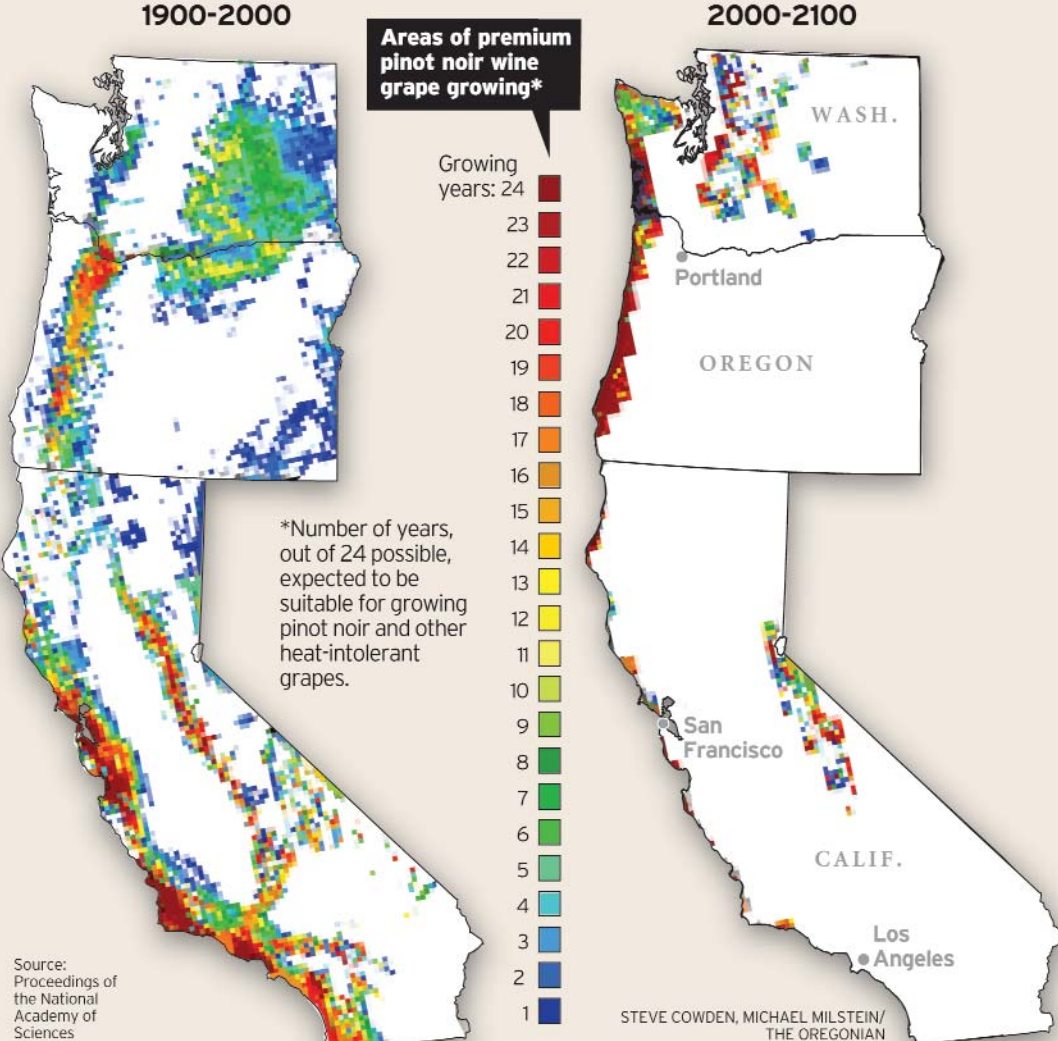 1900-2000
Areas of premium
pinot noir wine
grape growing*
2000-2100
Growing
years: 24
23
22
21
20
19
18
17
16
15
14
13
12
11
10
9
8
7
6
5
4
3
2
1
*Number of years,
out of 24 possible,
expected to be
suitable for growing
pinot noir and other
heat-intolerant
grapes.
WASH.
Portland
OREGON
San
Francisco
CALIF.
Los
Angeles
Source:
Proceedings of
the National
Academy of
Sciences
STEVE COWDEN, MICHAEL MILSTEIN/
THE OREGONIAN